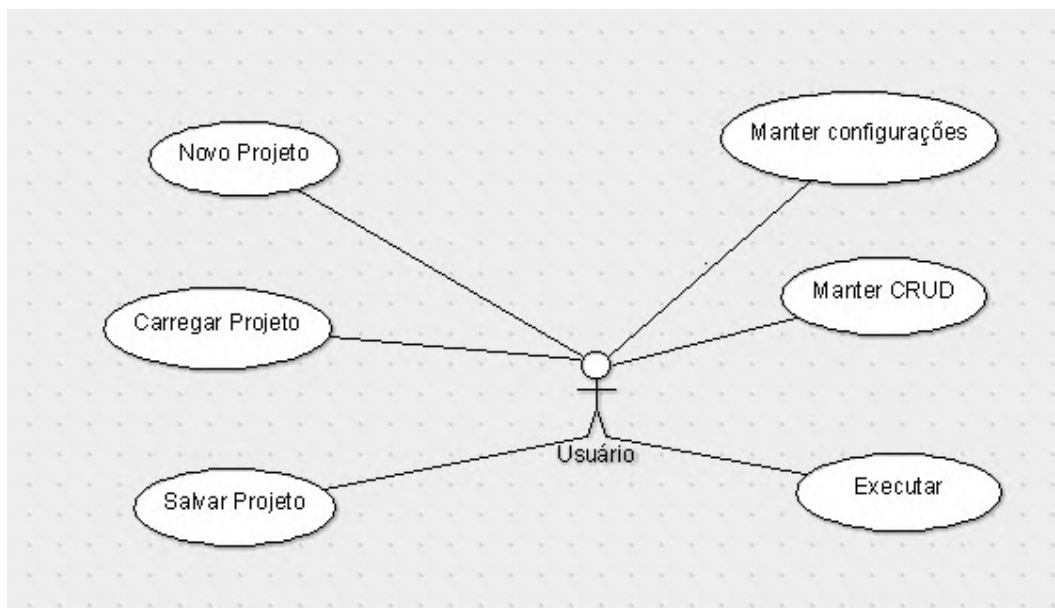 Novo Projeto
Manter configurações
Carregar Projeto
Manter CRUD
Usuário
Salvar Projeto
Executar